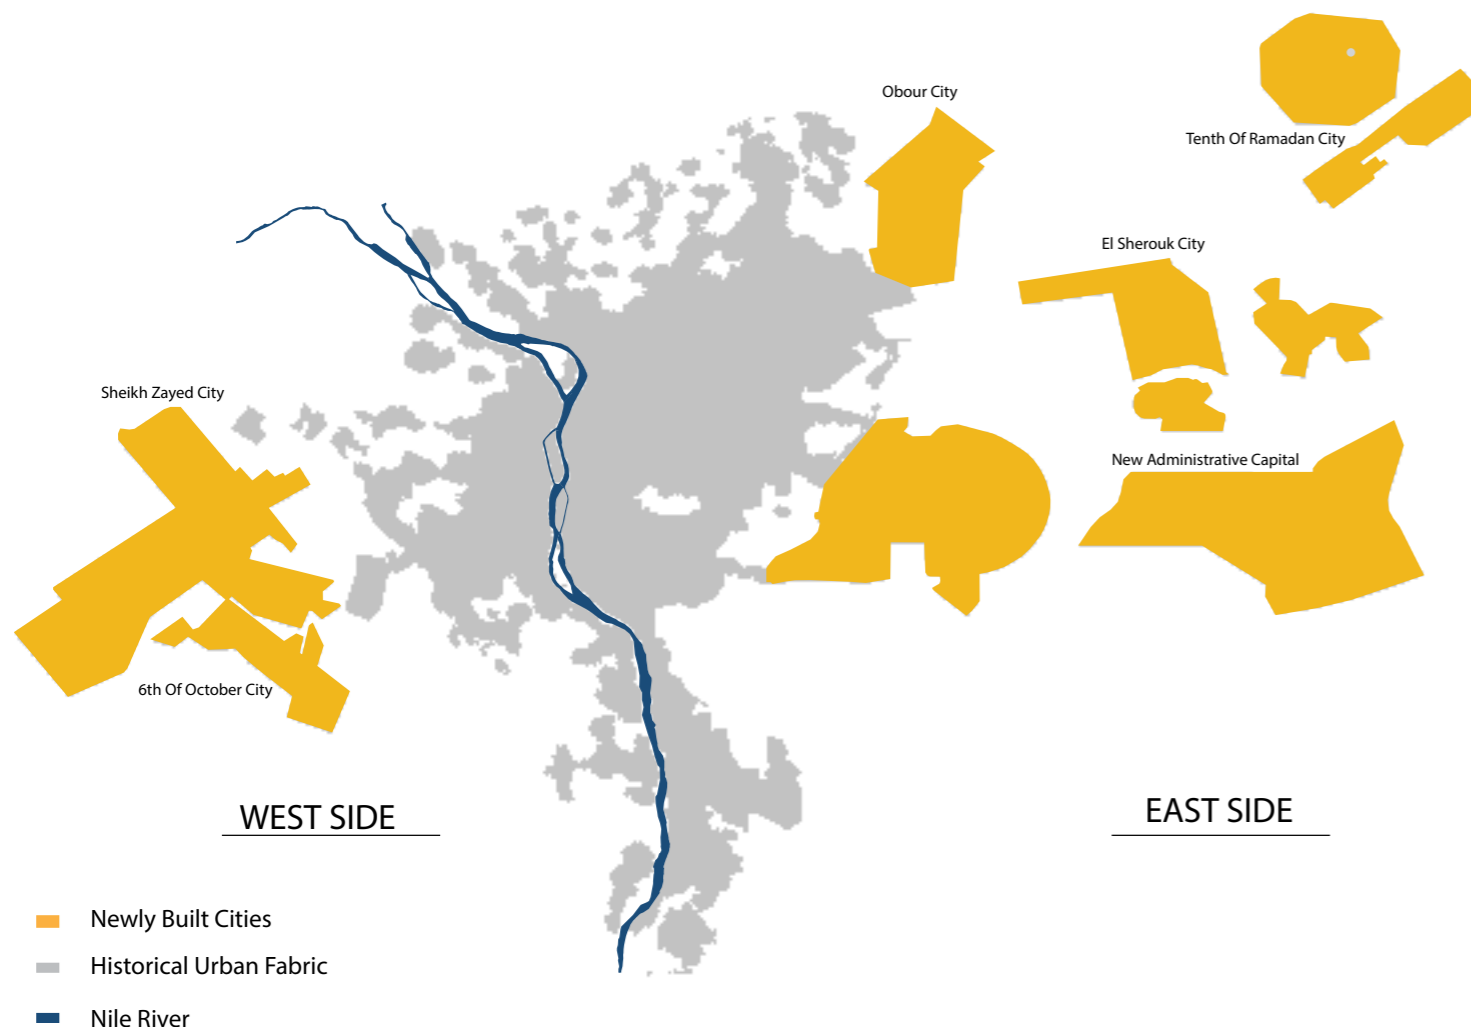 Obour City
Tenth Of Ramadan City
El Sherouk City
Sheikh Zayed City
New Administrative Capital
6th Of October City
WEST SIDE
EAST SIDE
Newly Built Cities
Historical Urban Fabric
Nile River